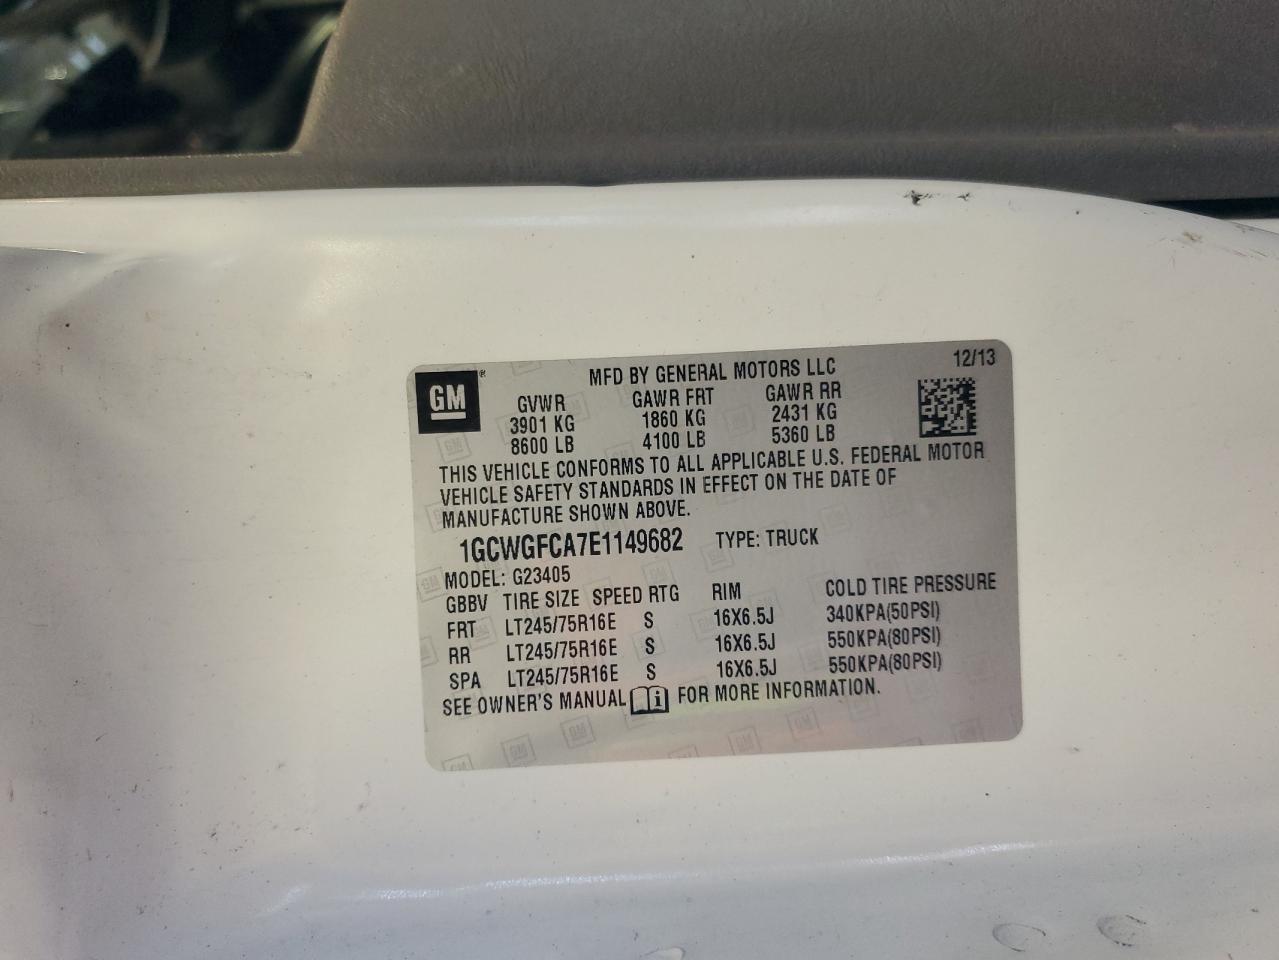 GM®
MFD BY GENERAL MOTORS LLC 12/13
GVWR GAWR FRT GAWR RR
3901 KG 1860 KG 2431 KG
8600 LB 4100 LB 5360 LB
THIS VEHICLE CONFORMS TO ALL APPLICABLE U.S. FEDERAL MOTOR
VEHICLE SAFETY STANDARDS IN EFFECT ON THE DATE OF
MANUFACTURE SHOWN ABOVE.
1GCWGFCA7E1149682 TYPE: TRUCK
MODEL: G23405
GBBV TIRE SIZE SPEED RTG RIM COLD TIRE PRESSURE
FRT LT245/75R16E S 16X6.5J 340KPA(50PSI)
RR LT245/75R16E S 16X6.5J 550KPA(80PSI)
SPA LT245/75R16E S 16X6.5J 550KPA(80PSI)
SEE OWNER'S MANUAL i FOR MORE INFORMATION.